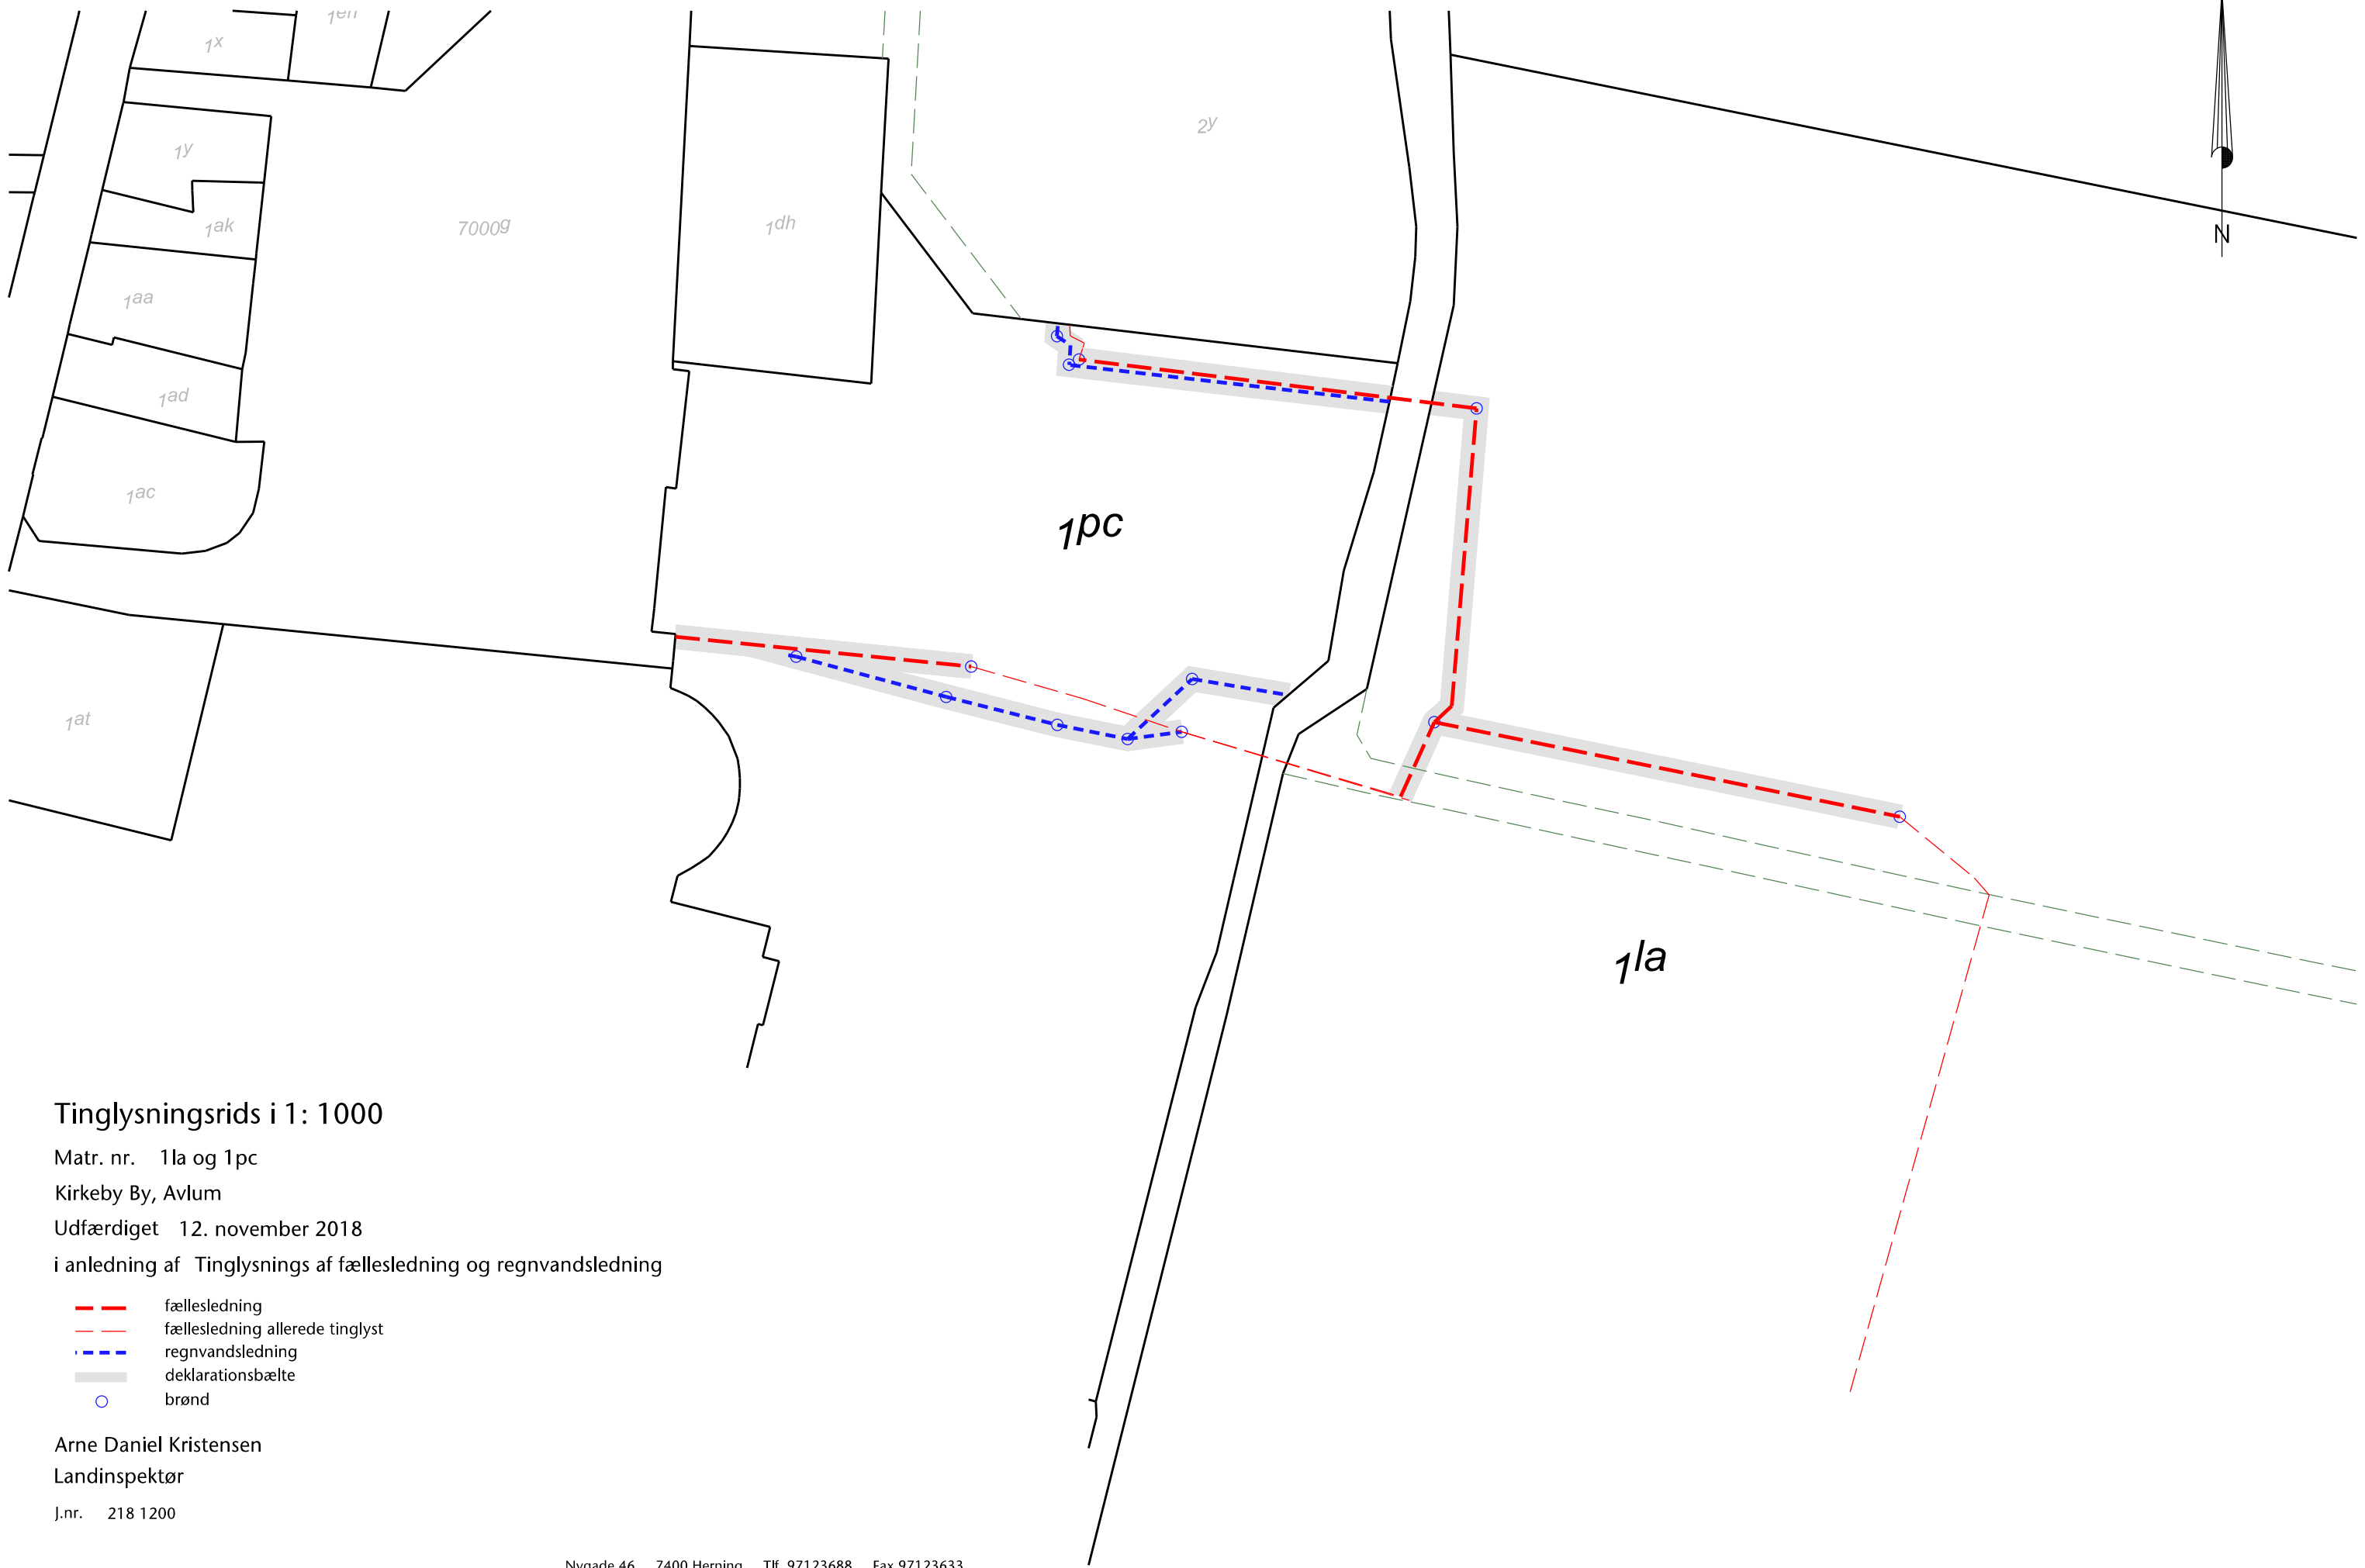 1x
1eh
1y
2y
1ak
7000g
1dh
N
1aa
1ad
1ac
1pc
1at
1la
Tinglysningsrids i 1: 1000
Matr. nr. 1la og 1pc
Kirkeby By, Avlum
Udfærdiget 12. november 2018
i anledning af Tinglysnings af fællesledning og regnvandsledning
fællesledning
fællesledning allerede tinglyst
regnvandsledning
deklarationsbælte
brønd
Arne Daniel Kristensen
Landinspektør
J.nr. 218 1200
Nygade 46 7400 Herning Tlf. 97123688 Fax 97123633